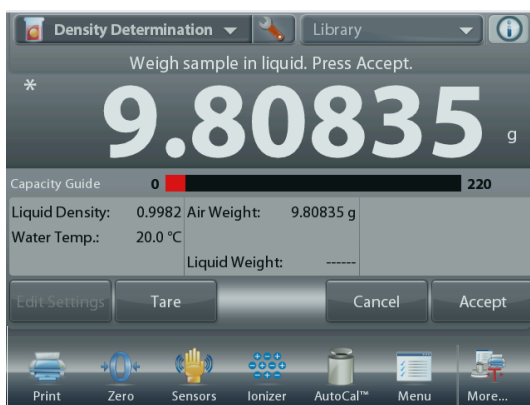 Density Determination Library
Weigh sample in liquid. Press Accept.
* 9.80835 g
Capacity Guide 0 220
Liquid Density: 0.9982 Air Weight: 9.80835 g
Water Temp.: 20.0 °C
Liquid Weight: ------
Edit Settings Tare Cancel Accept
Print Zero Sensors Ionizer AutoCal™ Menu More...